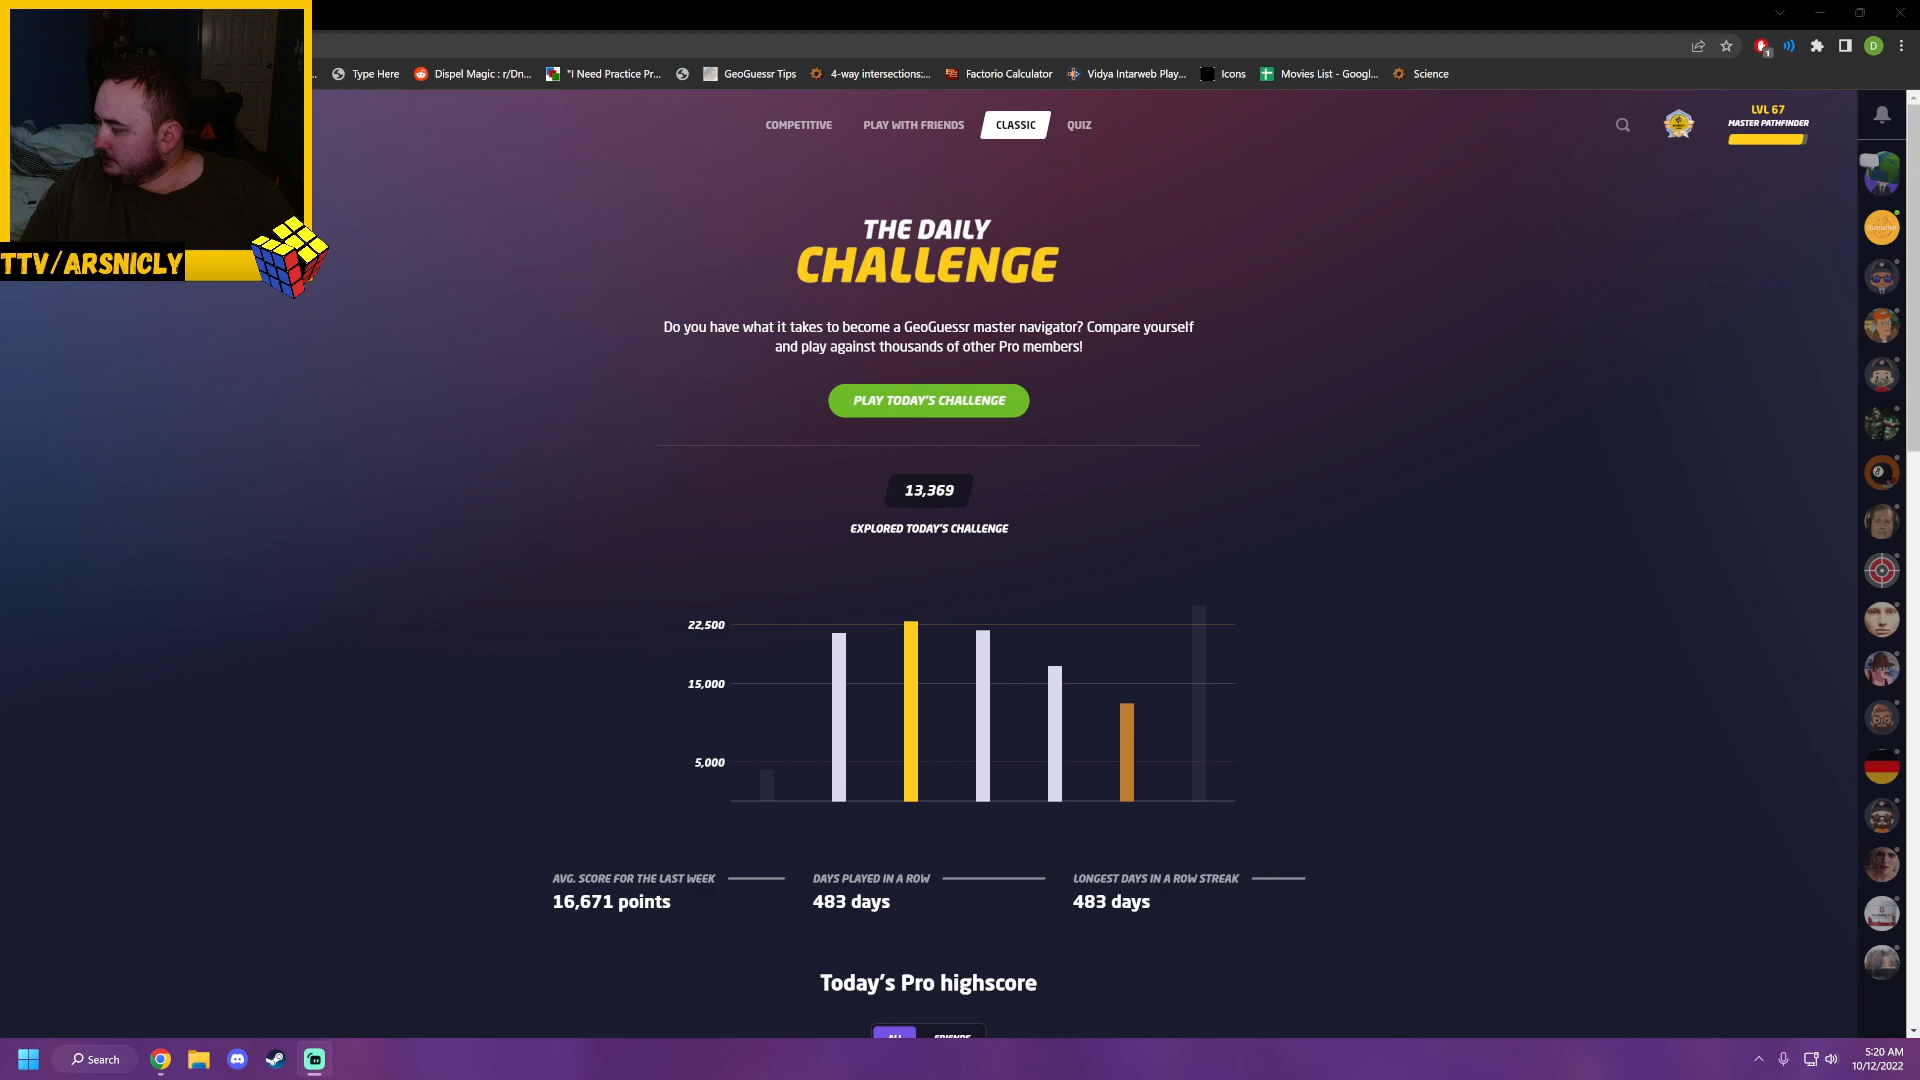 ... Type Here Dispel Magic : r/Dn... "I Need Practice Pr... GeoGuessr Tips 4-way intersections:... Factorio Calculator Vidya Intarweb Play... Icons Movies List - Googl... Science
1
D
COMPETITIVE PLAY WITH FRIENDS CLASSIC QUIZ
LVL 67
MASTER PATHFINDER
TTV/ARSNICLY
THE DAILY
CHALLENGE
Do you have what it takes to become a GeoGuessr master navigator? Compare yourself
and play against thousands of other Pro members!
PLAY TODAY'S CHALLENGE
13,369
EXPLORED TODAY'S CHALLENGE
22,500
15,000
5,000
AVG. SCORE FOR THE LAST WEEK
16,671 points
DAYS PLAYED IN A ROW
483 days
LONGEST DAYS IN A ROW STREAK
483 days
Today's Pro highscore
ALL FRIENDS
Search
5:20 AM
10/12/2022